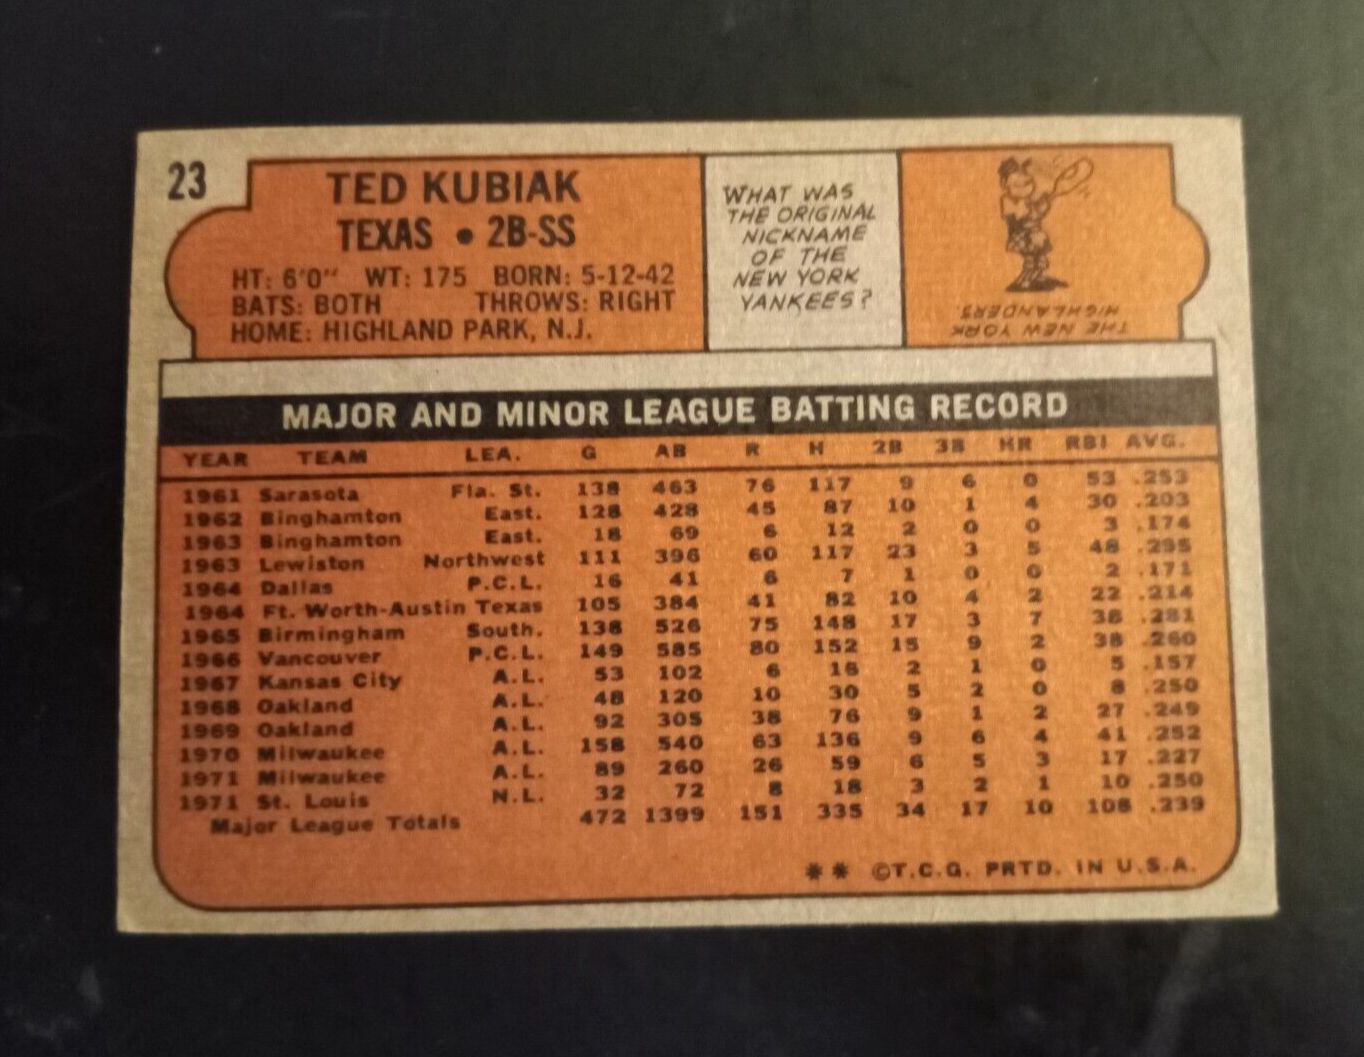 23
TED KUBIAK
TEXAS • 2B-SS
HT: 6'0" WT: 175 BORN: 5-12-42
BATS: BOTH THROWS: RIGHT
HOME: HIGHLAND PARK, N.J.
WHAT WAS
THE ORIGINAL
NICKNAME
OF THE
NEW YORK
YANKEES?
THE NEW YORK
HIGHLANDERS
MAJOR AND MINOR LEAGUE BATTING RECORD
YEAR TEAM LEA. G AB R H 2B 3B HR RBI AVG.
1961 Sarasota Fla. St. 138 463 76 117 9 6 0 53 .253
1962 Binghamton East. 128 428 45 87 10 1 4 30 .203
1963 Binghamton East. 18 69 6 12 2 0 0 3 .174
1963 Lewiston Northwest 111 396 60 117 23 3 5 48 .295
1964 Dallas P.C.L. 16 41 6 7 1 0 0 2 .171
1964 Ft. Worth-Austin Texas 105 384 41 82 10 4 2 22 .214
1965 Birmingham South. 138 526 75 148 17 3 7 38 .281
1966 Vancouver P.C.L. 149 585 80 152 15 9 2 38 .260
1967 Kansas City A.L. 53 102 6 16 2 1 0 5 .157
1968 Oakland A.L. 48 120 10 30 5 2 0 8 .250
1969 Oakland A.L. 92 305 38 76 9 1 2 27 .249
1970 Milwaukee A.L. 158 540 63 136 9 6 4 41 .252
1971 Milwaukee A.L. 89 260 26 59 6 5 3 17 .227
1971 St. Louis N.L. 32 72 8 18 3 2 1 10 .250
Major League Totals 472 1399 151 335 34 17 10 108 .239
** ©T.C.G. PRTD. IN U.S.A.